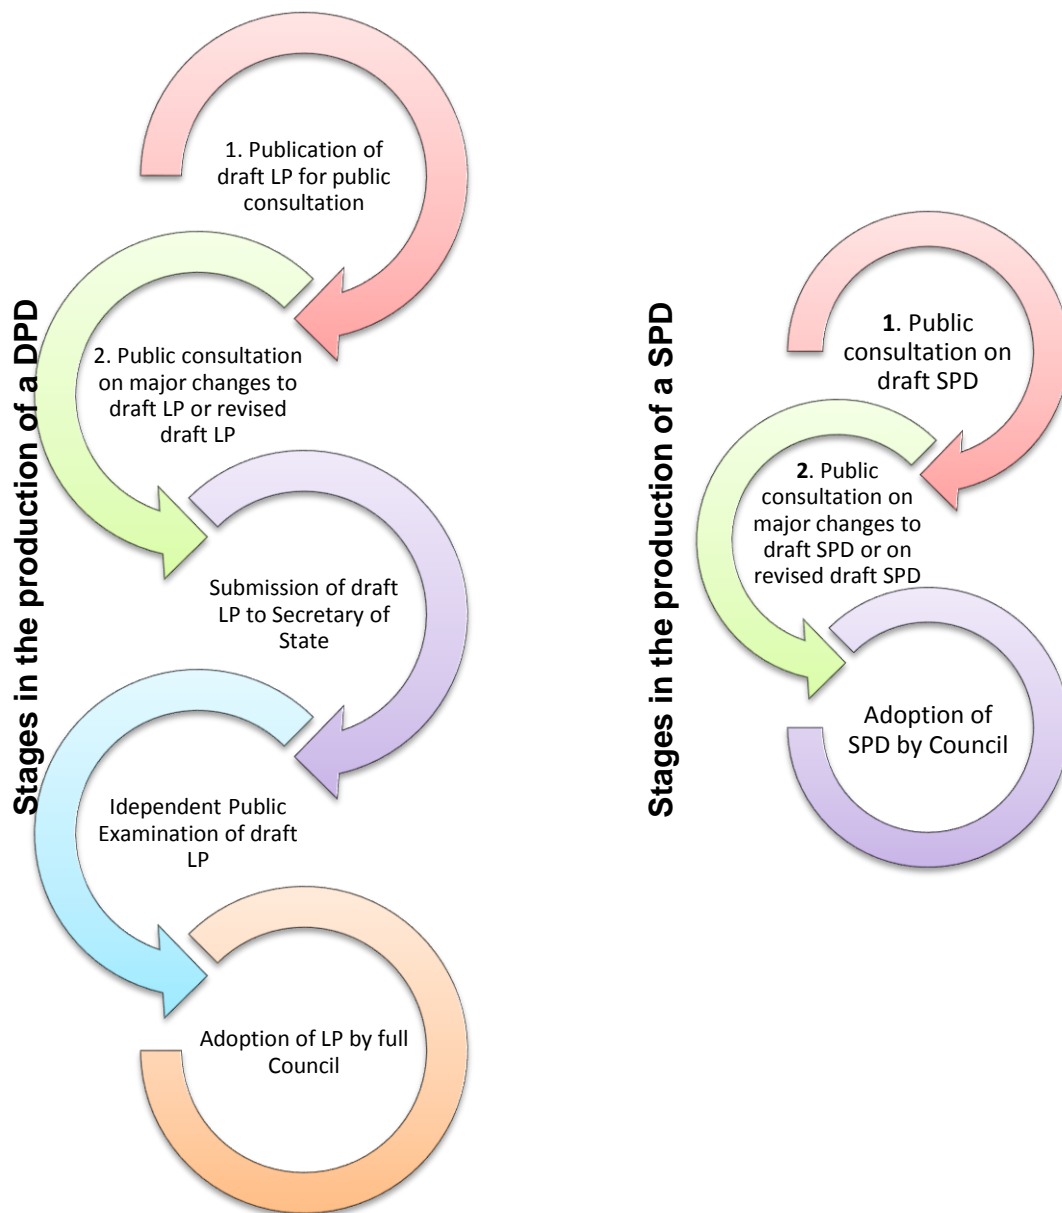 Stages in the production of a DPD
1. Publication of
draft LP for public
consultation
2. Public consultation
on major changes to
draft LP or revised
draft LP
Submission of draft
LP to Secretary of
State
Idependent Public
Examination of draft
LP
Adoption of LP by full
Council
Stages in the production of a SPD
1. Public
consultation on
draft SPD
2. Public
consultation on
major changes to
draft SPD or on
revised draft SPD
Adoption of
SPD by Council